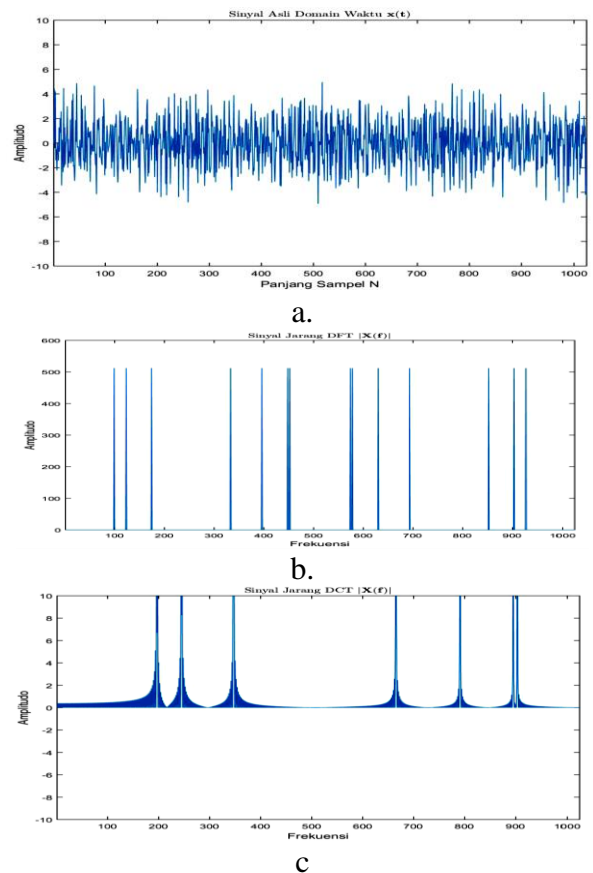 Sinyal Asli Domain Waktu x(t)
10
8
6
4
2
0
-2
-4
-6
-8
-10
Amplitudo
100 200 300 400 500 600 700 800 900 1000
Panjang Sampel N
a.
Sinyal Jarang DFT |X(f)|
600
500
400
300
200
100
0
Amplitudo
100 200 300 400 500 600 700 800 900 1000
Frekuensi
b.
Sinyal Jarang DCT |X(f)|
10
8
6
4
2
0
-2
-4
-6
-8
-10
Amplitudo
100 200 300 400 500 600 700 800 900 1000
Frekuensi
c